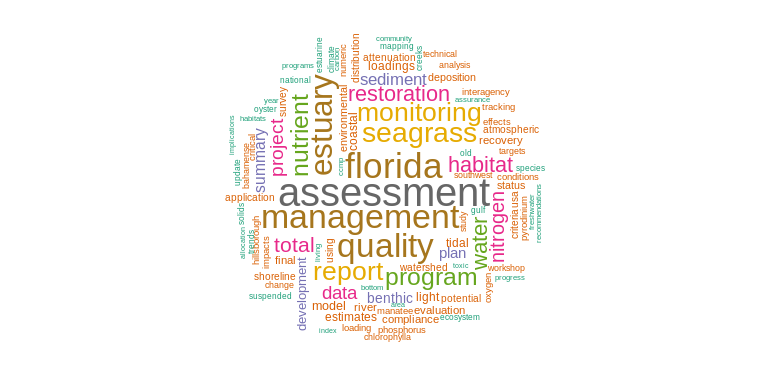 community
mapping
technical
estuarine
climate
carbon
numeric
distribution
attenuation
creeks
programs
loadings
analysis
national
sediment
deposition
estuary
restoration
interagency
year
survey
assurance
oyster
nutrient
monitoring
tracking
habitats
environmental
coastal
effects
implications
project
seagrass
atmospheric
critical
summary
recovery
bahamense
florida
old
targets
update
ccmp
habitat
species
southwest
conditions
assessment
status
application
nitrogen
usa
solids
management
gulf
criteria
pyrodinium
freshwater
recommendations
hillsborough
study
water
allocation
trends
total
using
quality
tidal
impacts
living
plan
final
report
watershed
toxic
workshop
shoreline
program
progress
change
development
data
bottom
oxygen
suspended
benthic
light
potential
model
river
area
manatee
evaluation
estimates
compliance
ecosystem
index
loading
phosphorus
chlorophylla